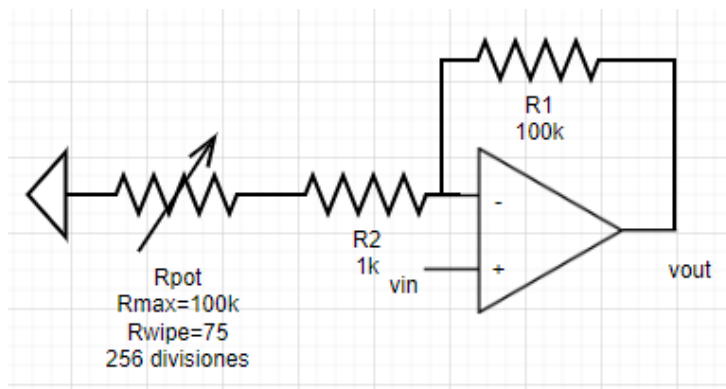 R1
100k
-
R2
1k
+
vin
vout
Rpot
Rmax=100k
Rwipe=75
256 divisiones